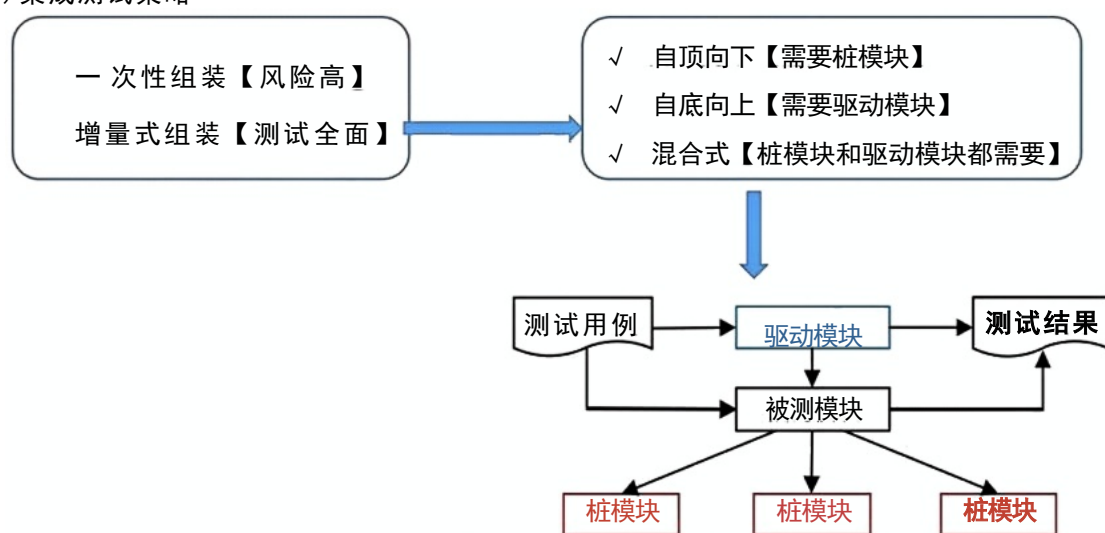 一次性组装【风险高】
增量式组装【测试全面】
√ 自顶向下【需要桩模块】
√ 自底向上【需要驱动模块】
√ 混合式【桩模块和驱动模块都需要】
测试用例
驱动模块
测试结果
被测模块
桩模块
桩模块
桩模块